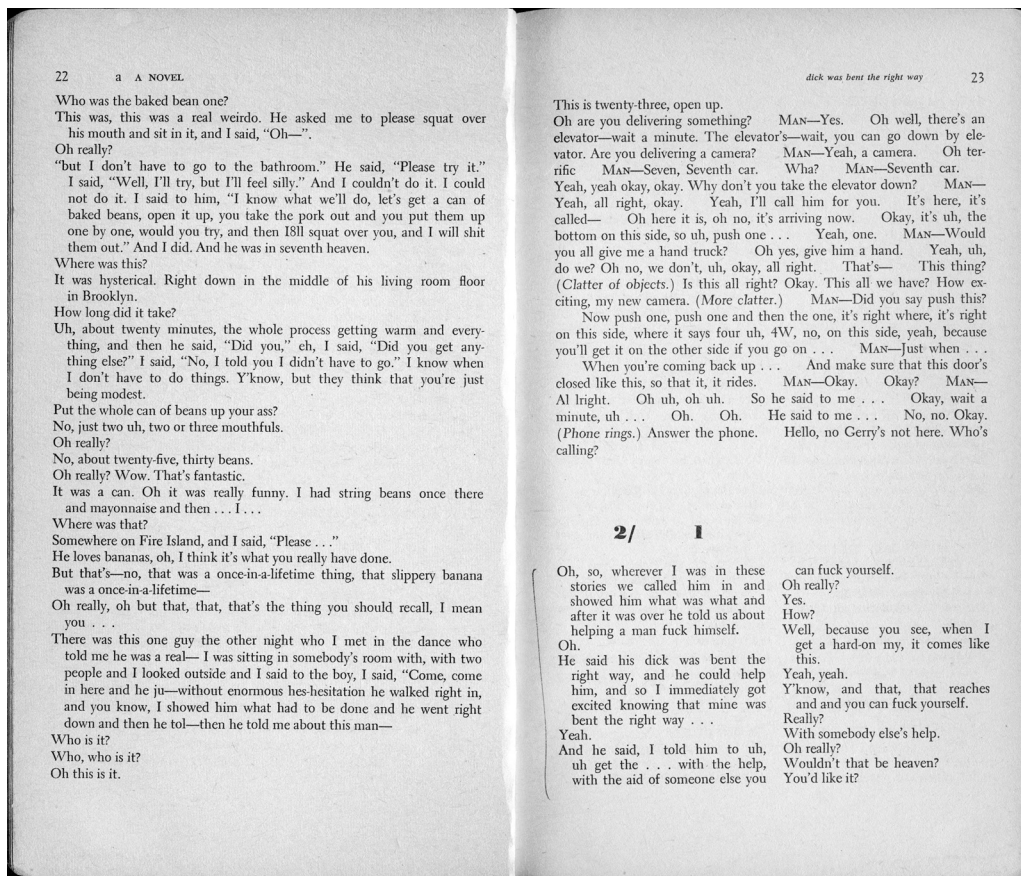 22 a A NOVEL
Who was the baked bean one?
This was, this was a real weirdo. He asked me to please squat over
his mouth and sit in it, and I said, “Oh—”.
Oh really?
“but I don’t have to go to the bathroom.” He said, “Please try it.”
I said, “Well, I’ll try, but I’ll feel silly.” And I couldn’t do it. I could
not do it. I said to him, “I know what we’ll do, let’s get a can of
baked beans, open it up, you take the pork out and you put them up
one by one, would you try, and then I8ll squat over you, and I will shit
them out.” And I did. And he was in seventh heaven.
Where was this?
It was hysterical. Right down in the middle of his living room floor
in Brooklyn.
How long did it take?
Uh, about twenty minutes, the whole process getting warm and every-
thing, and then he said, “Did you,” eh, I said, “Did you get any-
thing else?” I said, “No, I told you I didn’t have to go.” I know when
I don’t have to do things. Y’know, but they think that you’re just
being modest.
Put the whole can of beans up your ass?
No, just two uh, two or three mouthfuls.
Oh really?
No, about twenty-five, thirty beans.
Oh really? Wow. That’s fantastic.
It was a can. Oh it was really funny. I had string beans once there
and mayonnaise and then . . . I . . .
Where was that?
Somewhere on Fire Island, and I said, “Please . . .”
He loves bananas, oh, I think it’s what you really have done.
But that’s—no, that was a once-in-a-lifetime thing, that slippery banana
was a once-in-a-lifetime—
Oh really, oh but that, that, that’s the thing you should recall, I mean
you . . .
There was this one guy the other night who I met in the dance who
told me he was a real— I was sitting in somebody’s room with, with two
people and I looked outside and I said to the boy, I said, “Come, come
in here and he ju—without enormous hes-hesitation he walked right in,
and you know, I showed him what had to be done and he went right
down and then he tol—then he told me about this man—
Who is it?
Who, who is it?
Oh this is it.
dick was bent the right way 23
This is twenty-three, open up.
Oh are you delivering something? MAN—Yes. Oh well, there’s an
elevator—wait a minute. The elevator’s—wait, you can go down by ele-
vator. Are you delivering a camera? MAN—Yeah, a camera. Oh ter-
rific MAN—Seven, Seventh car. Wha? MAN—Seventh car.
Yeah, yeah okay, okay. Why don’t you take the elevator down? MAN—
Yeah, all right, okay. Yeah, I’ll call him for you. It’s here, it’s
called— Oh here it is, oh no, it’s arriving now. Okay, it’s uh, the
bottom on this side, so uh, push one . . . Yeah, one. MAN—Would
you all give me a hand truck? Oh yes, give him a hand. Yeah, uh,
do we? Oh no, we don’t, uh, okay, all right. That’s— This thing?
(Clatter of objects.) Is this all right? Okay. This all we have? How ex-
citing, my new camera. (More clatter.) MAN—Did you say push this?
Now push one, push one and then the one, it’s right where, it’s right
on this side, where it says four uh, 4W, no, on this side, yeah, because
you’ll get it on the other side if you go on . . . MAN—Just when . . .
When you’re coming back up . . . And make sure that this door’s
closed like this, so that it, it rides. MAN—Okay. Okay? MAN—
Al lright. Oh uh, oh uh. So he said to me . . . Okay, wait a
minute, uh . . . Oh. Oh. He said to me . . . No, no. Okay.
(Phone rings.) Answer the phone. Hello, no Gerry’s not here. Who’s
calling?
2/ 1
Oh, so, wherever I was in these
stories we called him in and
showed him what was what and
after it was over he told us about
helping a man fuck himself.
Oh.
He said his dick was bent the
right way, and he could help
him, and so I immediately got
excited knowing that mine was
bent the right way . . .
Yeah.
And he said, I told him to uh,
uh get the . . . with the help,
with the aid of someone else you
can fuck yourself.
Oh really?
Yes.
How?
Well, because you see, when I
get a hard-on my, it comes like
this.
Yeah, yeah.
Y’know, and that, that reaches
and and you can fuck yourself.
Really?
With somebody else’s help.
Oh really?
Wouldn’t that be heaven?
You’d like it?